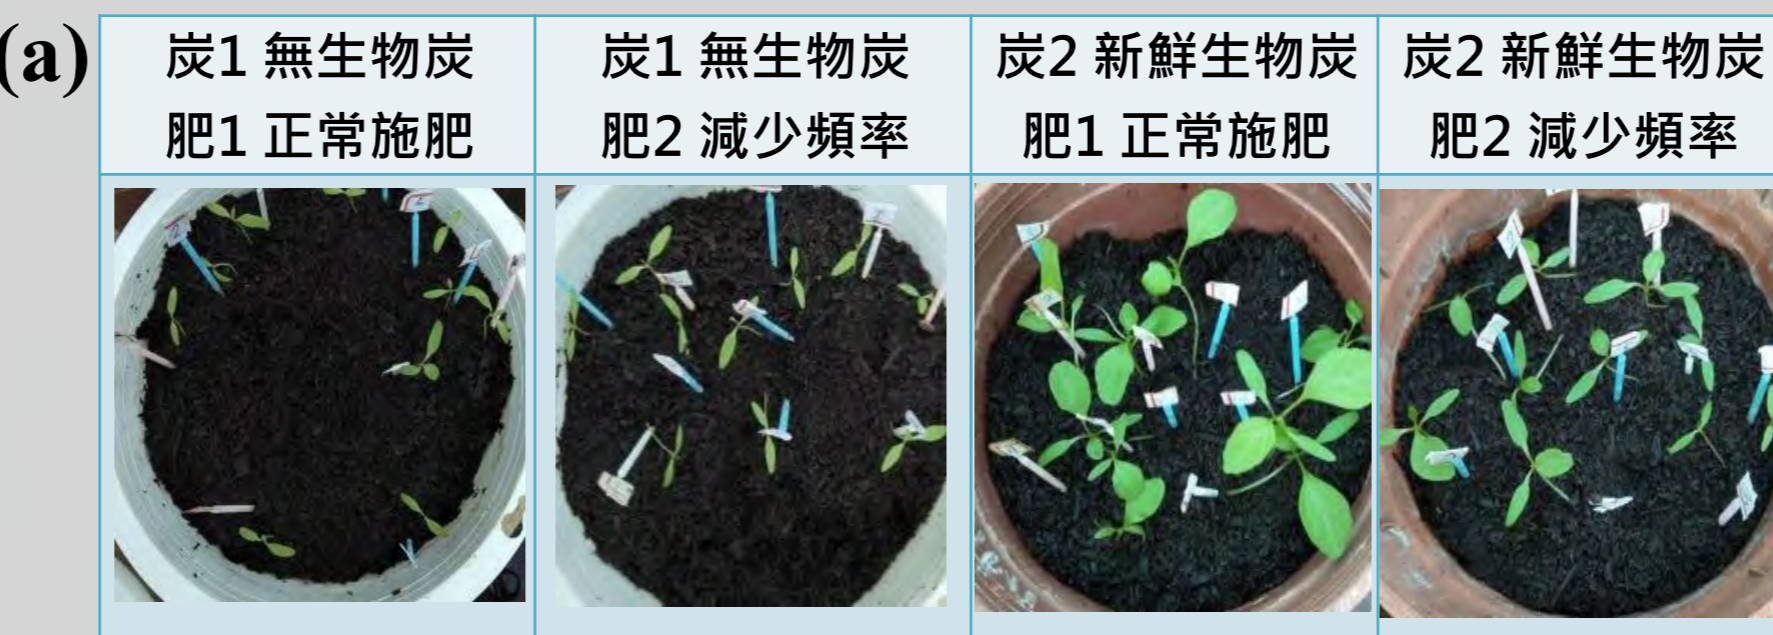 (a)
炭1 無生物炭
肥1 正常施肥
炭1 無生物炭
肥2 減少頻率
炭2 新鮮生物炭
肥1 正常施肥
炭2 新鮮生物炭
肥2 減少頻率